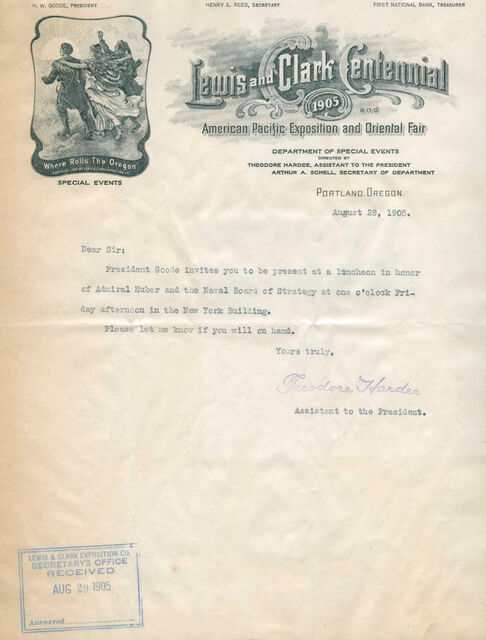 H. W. GOODE, PRESIDENT
HENRY E. REED, SECRETARY
FIRST NATIONAL BANK, TREASURER
Lewis and Clark Centennial
1905 and
American Pacific Exposition and Oriental Fair
Where Rolls The Oregon
SPECIAL EVENTS
DEPARTMENT OF SPECIAL EVENTS
DIRECTED BY
THEODORE HARDEE, ASSISTANT TO THE PRESIDENT
ARTHUR A. SCHELL, SECRETARY OF DEPARTMENT
PORTLAND, OREGON
August 28, 1905.
Dear Sir:
President Goode invites you to be present at a luncheon in honor
of Admiral Huber and the Naval Board of Strategy at one o'clock Fri-
day afternoon in the New York Building.
Please let me know if you will on hand.
Yours truly,
Theodore Hardee
Assistant to the President.
LEWIS & CLARK EXPOSITION CO.
SECRETARYS OFFICE
RECEIVED
AUG 29 1905
Answered